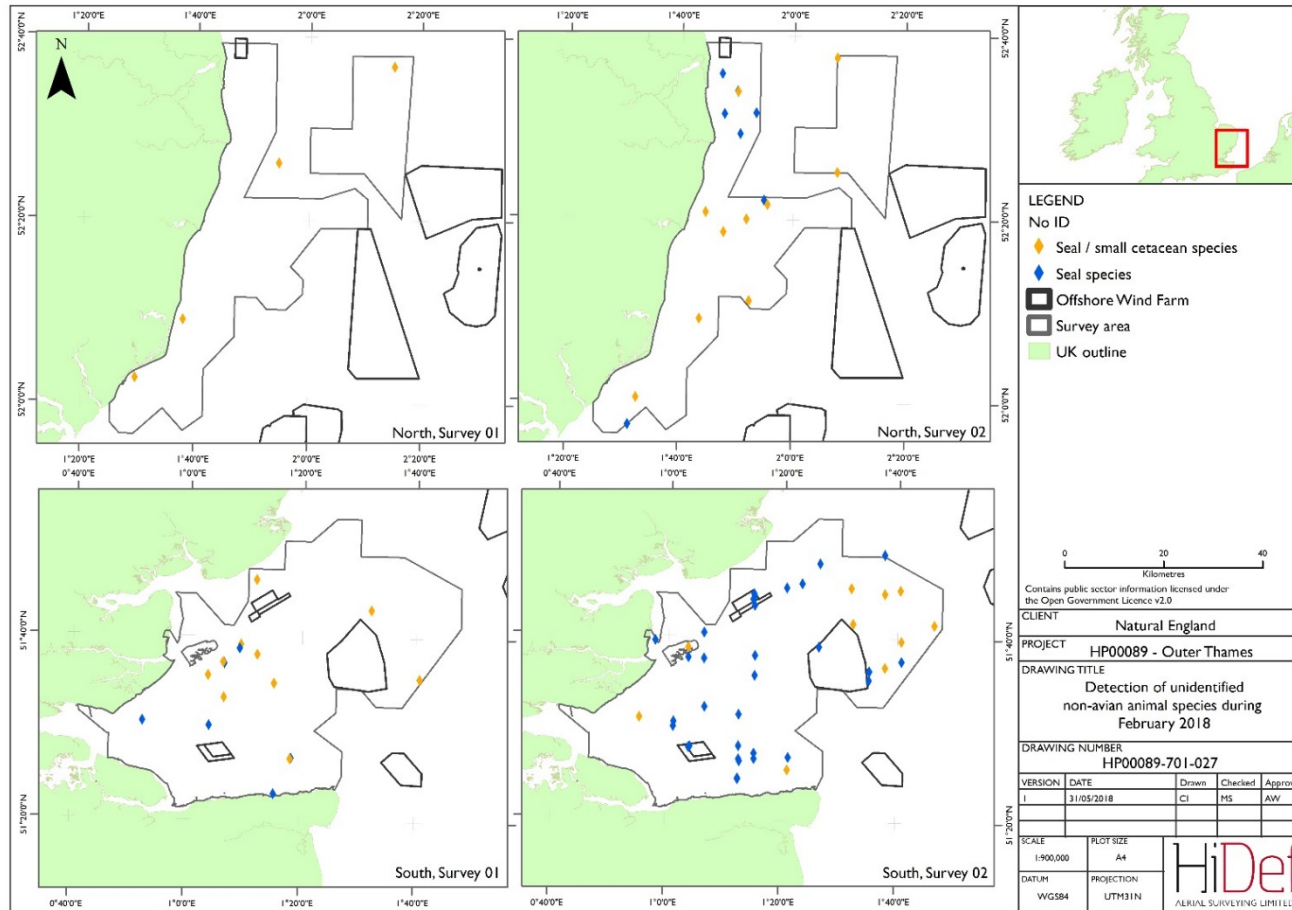 1°20'0"E 1°40'0"E 2°0'0"E 2°20'0"E
1°20'0"E 1°40'0"E 2°0'0"E 2°20'0"E
52°40'0"N
52°20'0"N
52°0'0"N
N
North, Survey 01
52°40'0"N
52°20'0"N
52°0'0"N
North, Survey 02
1°20'0"E 1°40'0"E 2°0'0"E 2°20'0"E
1°20'0"E 1°40'0"E 2°0'0"E 2°20'0"E
0°40'0"E 1°0'0"E 1°20'0"E 1°40'0"E
0°40'0"E 1°0'0"E 1°20'0"E 1°40'0"E
51°40'0"N
51°20'0"N
South, Survey 01
51°40'0"N
51°20'0"N
South, Survey 02
0°40'0"E 1°0'0"E 1°20'0"E 1°40'0"E
0°40'0"E 1°0'0"E 1°20'0"E 1°40'0"E
LEGEND
No ID
Seal / small cetacean species
Seal species
Offshore Wind Farm
Survey area
UK outline
0 20 40
Kilometres
Contains public sector information licensed under
the Open Government Licence v2.0
CLIENT
Natural England
PROJECT
HP00089 - Outer Thames
DRAWING TITLE
Detection of unidentified
non-avian animal species during
February 2018
DRAWING NUMBER
HP00089-701-027
VERSION DATE Drawn Checked Approv
1 31/05/2018 CI MS AW
SCALE PLOT SIZE
1:900,000 A4
DATUM PROJECTION
WGS84 UTM31N
HiDef
AERIAL SURVEYING LIMITED